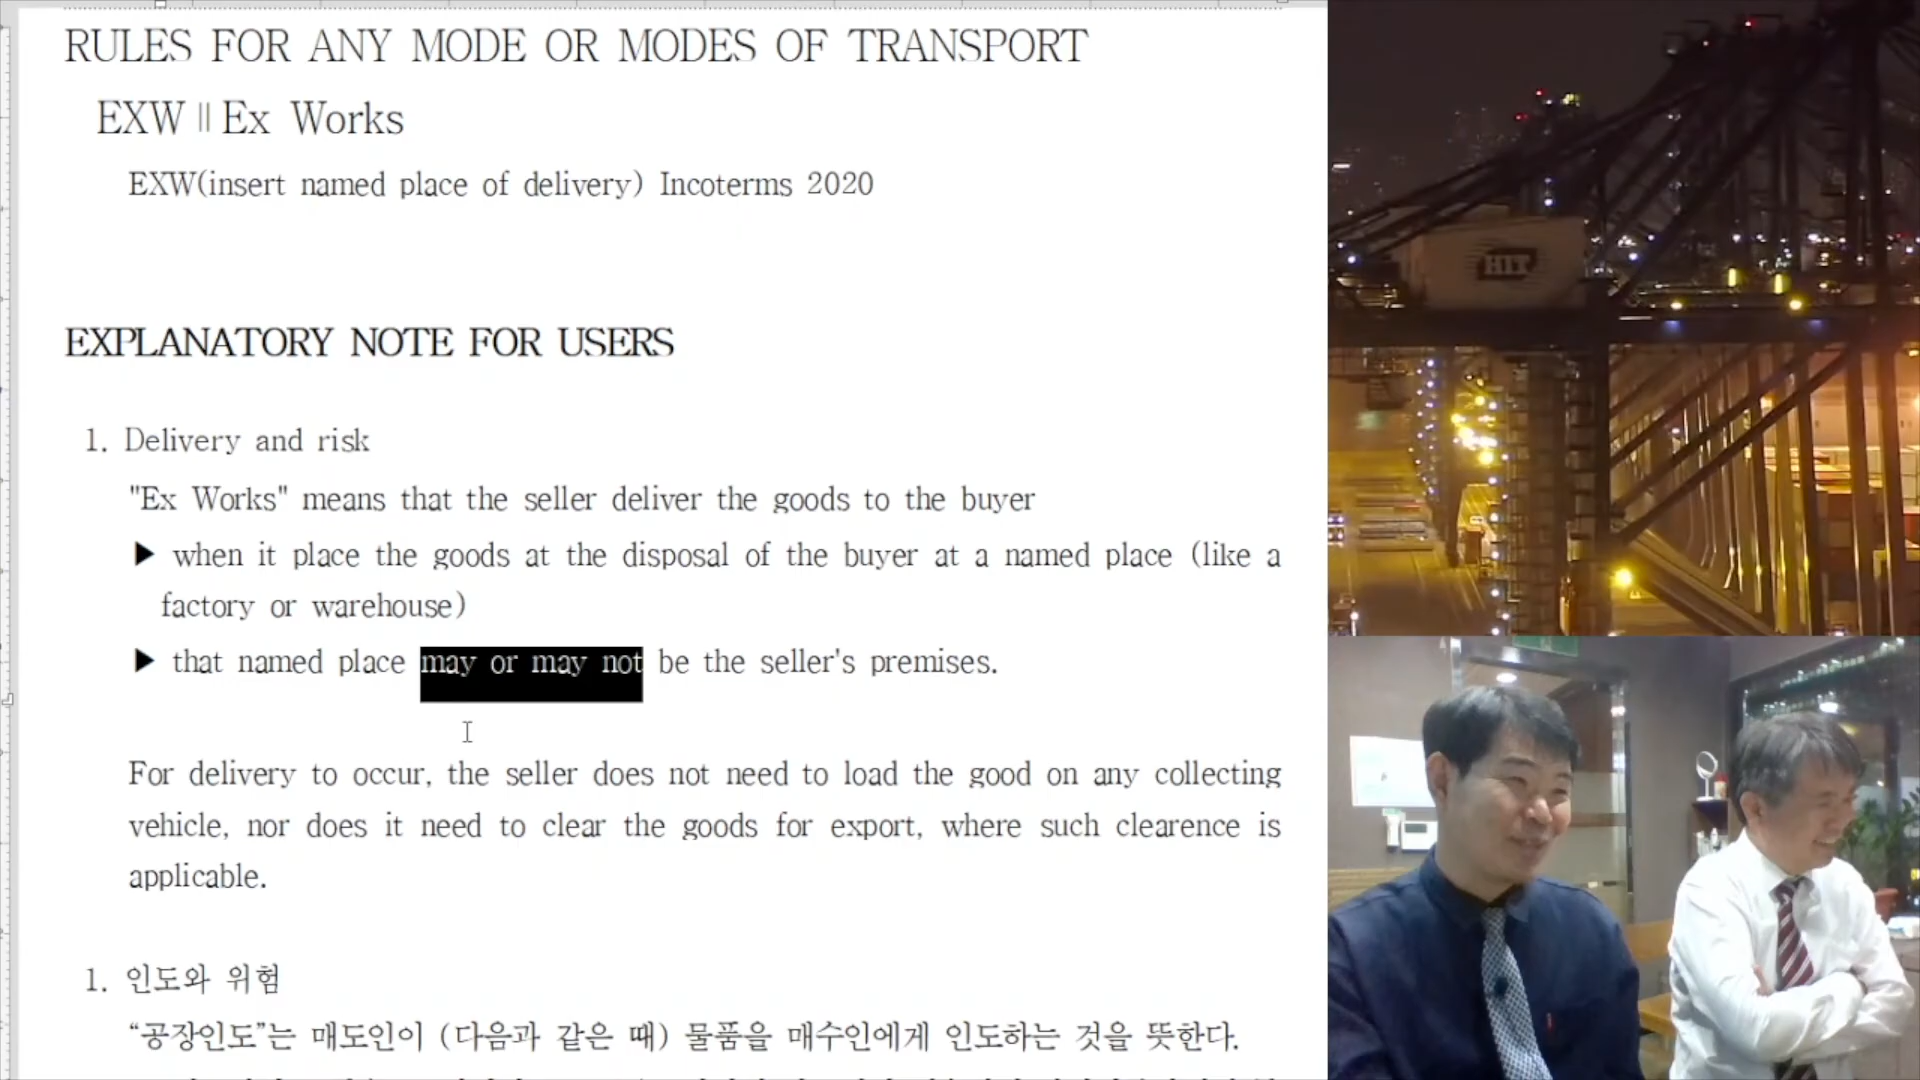 RULES FOR ANY MODE OR MODES OF TRANSPORT
EXW || Ex Works
EXW(insert named place of delivery) Incoterms 2020
EXPLANATORY NOTE FOR USERS
1. Delivery and risk
"Ex Works" means that the seller deliver the goods to the buyer
▶ when it place the goods at the disposal of the buyer at a named place (like a
factory or warehouse)
▶ that named place may or may not be the seller's premises.
For delivery to occur, the seller does not need to load the good on any collecting
vehicle, nor does it need to clear the goods for export, where such clearence is
applicable.
1. 인도와 위험
“공장인도”는 매도인이 (다음과 같은 때) 물품을 매수인에게 인도하는 것을 뜻한다.
HIT